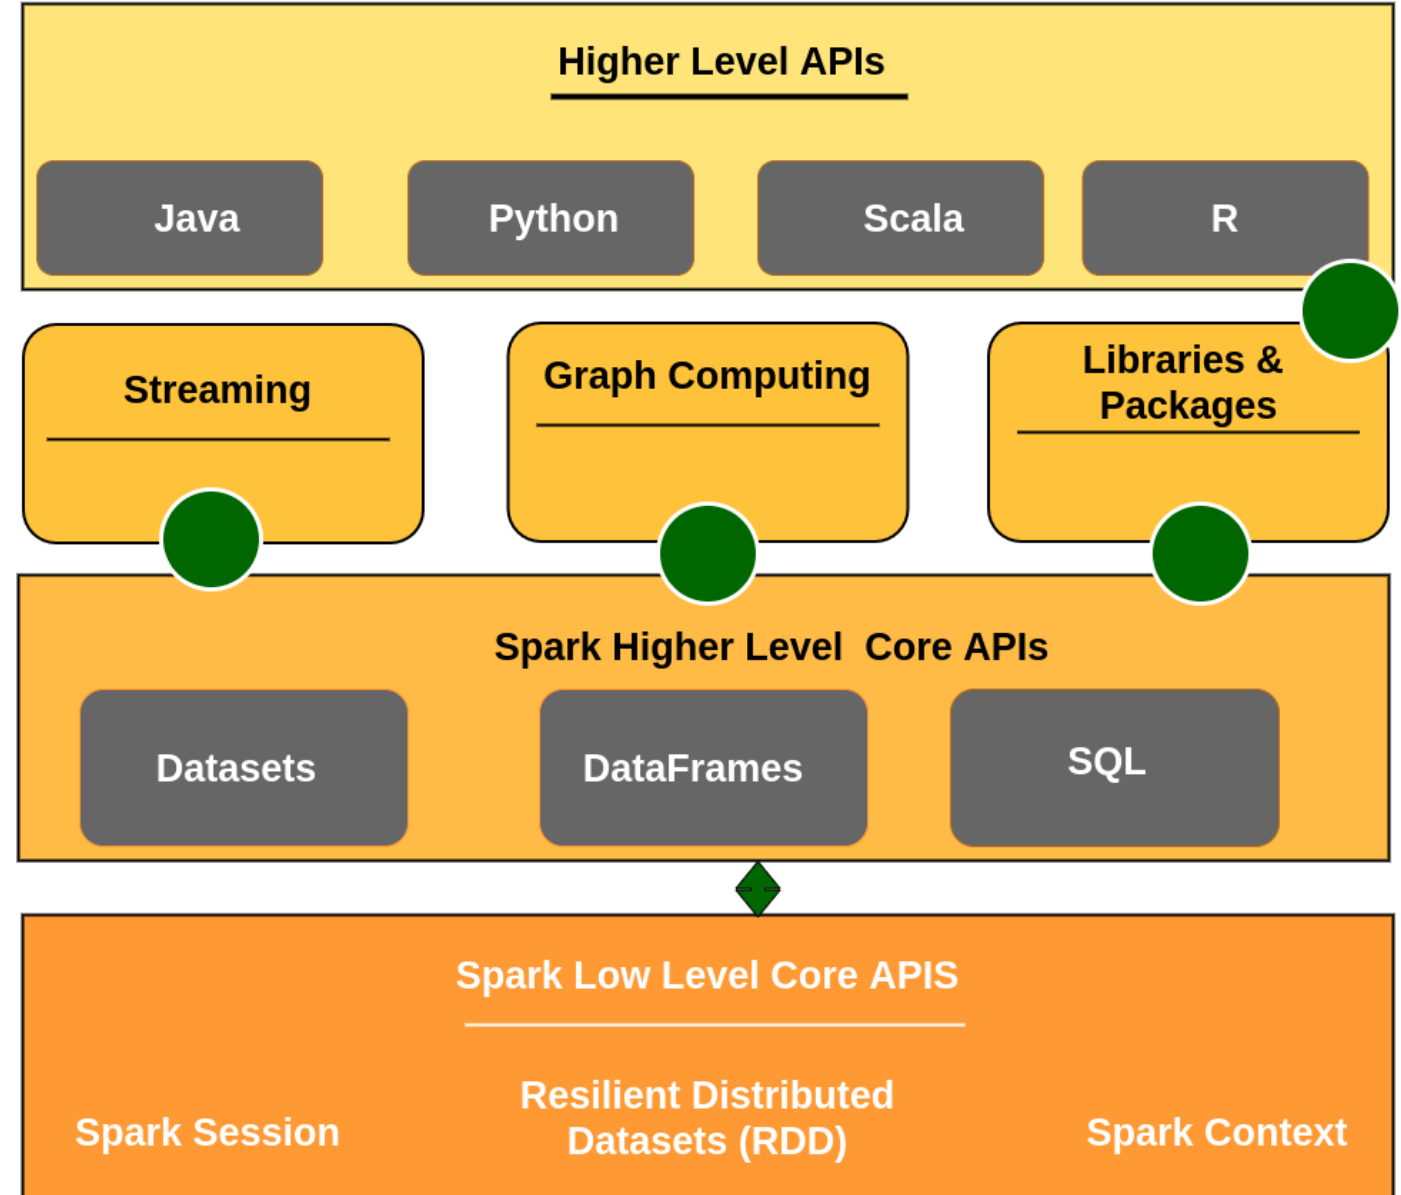 Higher Level APIs
Java
Python
Scala
R
Streaming
Graph Computing
Libraries &
Packages
Spark Higher Level  Core APIs
Datasets
DataFrames
SQL
Spark Low Level Core APIS
Spark Session
Resilient Distributed
Datasets (RDD)
Spark Context